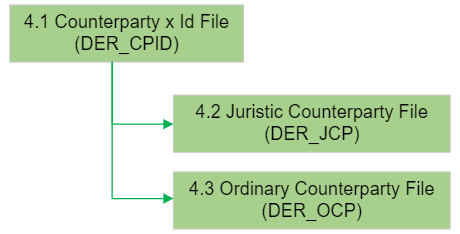 4.1 Counterparty x Id File
(DER_CPID)
4.2 Juristic Counterparty File
(DER_JCP)
4.3 Ordinary Counterparty File
(DER_OCP)